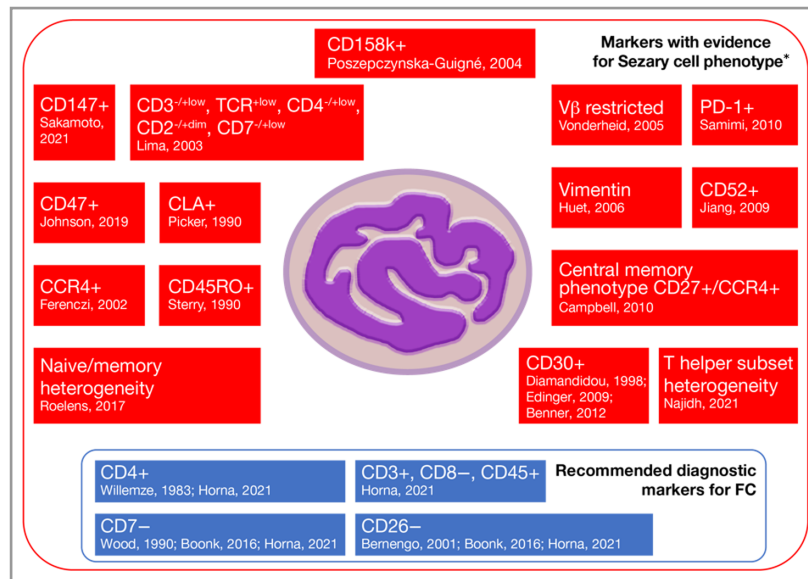 CD158k+
Poszepczynska-Guigné, 2004
Markers with evidence
for Sezary cell phenotype*
CD147+
Sakamoto,
2021
CD3-/+low, TCR+low, CD4-/+low,
CD2-/+dim, CD7-/+low
Lima, 2003
Vβ restricted
Vonderheid, 2005
PD-1+
Samimi, 2010
CD47+
Johnson, 2019
CLA+
Picker, 1990
Vimentin
Huet, 2006
CD52+
Jiang, 2009
CCR4+
Ferenczi, 2002
CD45RO+
Sterry, 1990
Central memory
phenotype CD27+/CCR4+
Campbell, 2010
Naive/memory
heterogeneity
Roelens, 2017
CD30+
Diamandidou, 1998;
Edinger, 2009;
Benner, 2012
T helper subset
heterogeneity
Najidh, 2021
CD4+
Willemze, 1983; Horna, 2021
CD3+, CD8−, CD45+
Horna, 2021
Recommended diagnostic
markers for FC
CD7−
Wood, 1990; Boonk, 2016; Horna, 2021
CD26−
Bernengo, 2001; Boonk, 2016; Horna, 2021